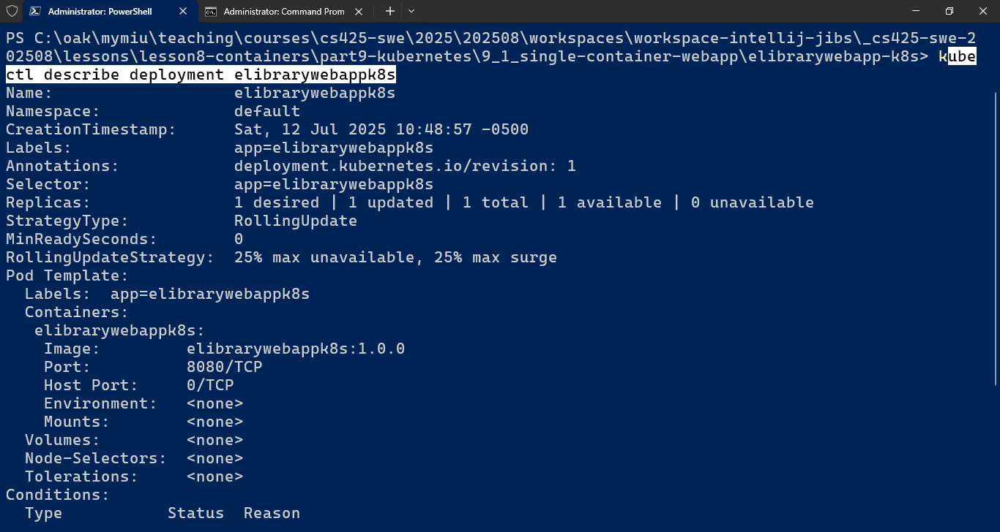 Administrator: PowerShell
Administrator: Command Prom
PS C:\oak\mymiu\teaching\courses\cs425-swe\2025\202508\workspaces\workspace-intellij-jibs\_cs425-swe-2
02508\lessons\lesson8-containers\part9-kubernetes\9_1_single-container-webapp\elibrarywebapp-k8s> kube
ctl describe deployment elibrarywebappk8s
Name:                   elibrarywebappk8s
Namespace:              default
CreationTimestamp:      Sat, 12 Jul 2025 10:48:57 -0500
Labels:                 app=elibrarywebappk8s
Annotations:            deployment.kubernetes.io/revision: 1
Selector:               app=elibrarywebappk8s
Replicas:               1 desired | 1 updated | 1 total | 1 available | 0 unavailable
StrategyType:           RollingUpdate
MinReadySeconds:        0
RollingUpdateStrategy:  25% max unavailable, 25% max surge
Pod Template:
  Labels:  app=elibrarywebappk8s
  Containers:
   elibrarywebappk8s:
    Image:         elibrarywebappk8s:1.0.0
    Port:          8080/TCP
    Host Port:     0/TCP
    Environment:   <none>
    Mounts:        <none>
  Volumes:         <none>
  Node-Selectors:  <none>
  Tolerations:     <none>
Conditions:
  Type           Status  Reason